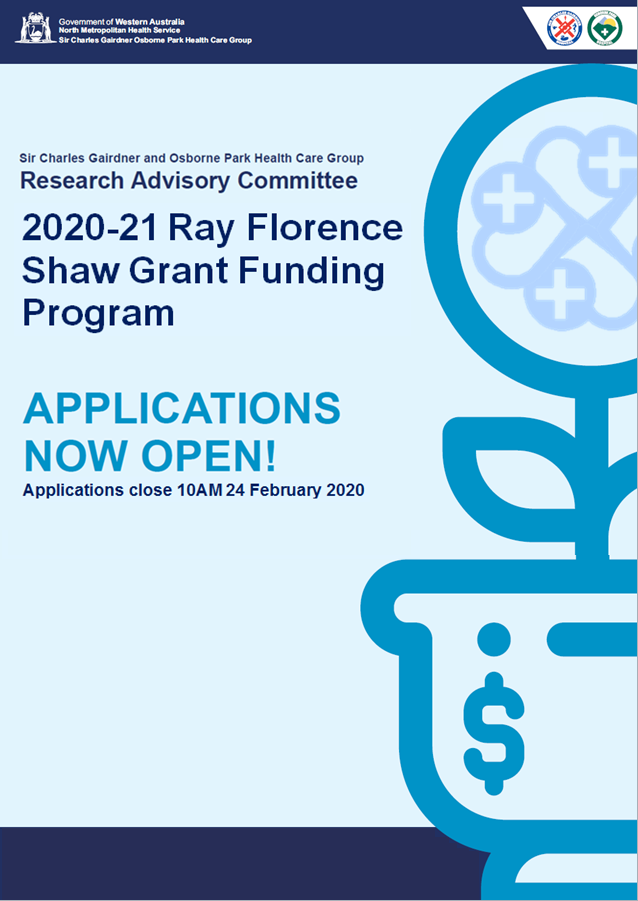 Government of Western Australia
North Metropolitan Health Service
Sir Charles Gairdner Osborne Park Health Care Group
Sir Charles Gairdner and Osborne Park Health Care Group
Research Advisory Committee
2020-21 Ray Florence
Shaw Grant Funding
Program
APPLICATIONS
NOW OPEN!
Applications close 10AM 24 February 2020
$